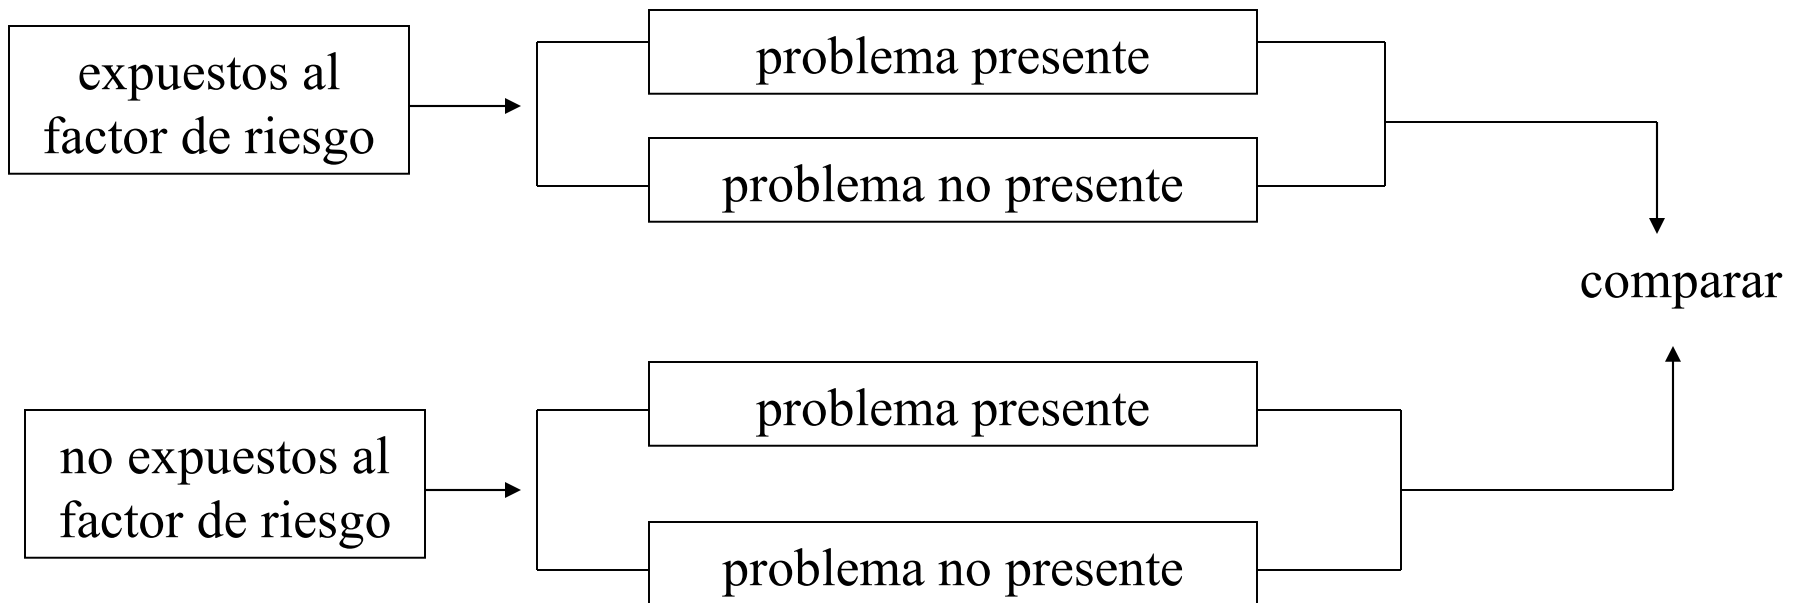 expuestos al
factor de riesgo
problema presente
problema no presente
comparar
no expuestos al
factor de riesgo
problema presente
problema no presente